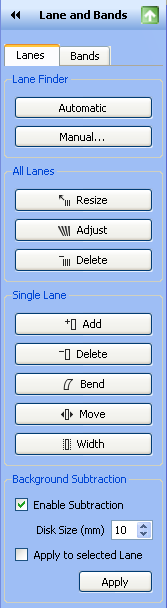 Lane and Bands
Lanes Bands
Lane Finder
Automatic
Manual...
All Lanes
Resize
Adjust
Delete
Single Lane
Add
Delete
Bend
Move
Width
Background Subtraction
Enable Subtraction
Disk Size (mm) 10
Apply to selected Lane
Apply